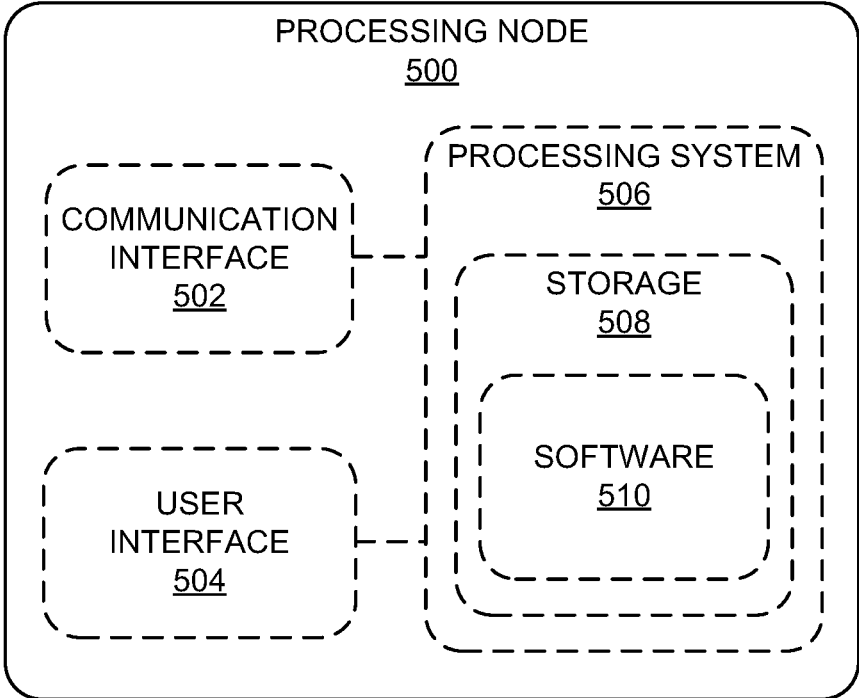 PROCESSING NODE
500
COMMUNICATION
INTERFACE
502
USER
INTERFACE
504
PROCESSING SYSTEM
506
STORAGE
508
SOFTWARE
510